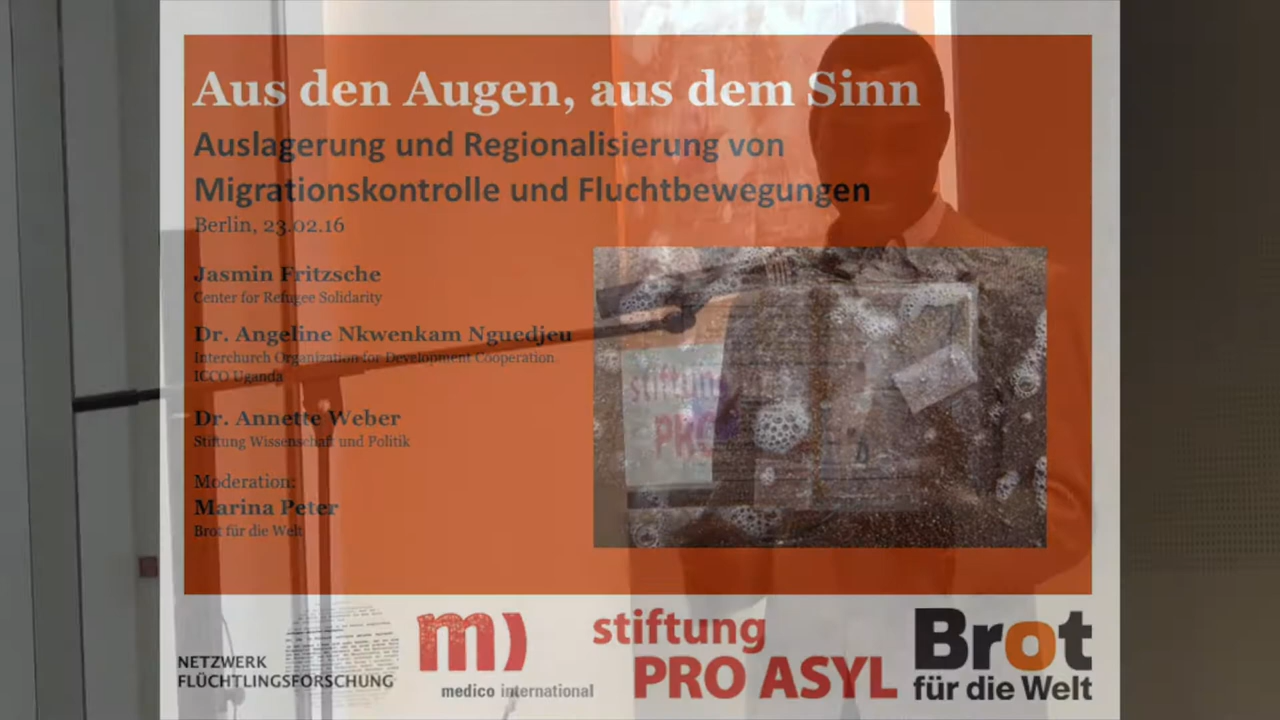 Aus den Augen, aus dem Sinn
Auslagerung und Regionalisierung von
Migrationskontrolle und Fluchtbewegungen
Berlin, 23.02.16
Jasmin Fritzsche
Center for Refugee Solidarity
Dr. Angeline Nkwenkam Nguedjeu
Interchurch Organization for Development Cooperation
ICCO Uganda
Dr. Annette Weber
Stiftung Wissenschaft und Politik
Moderation:
Marina Peter
Brot für die Welt
stiftung
NETZWERK
FLÜCHTLINGSFORSCHUNG
m)
medico international
stiftung
PRO ASYL
Brot
für die Welt